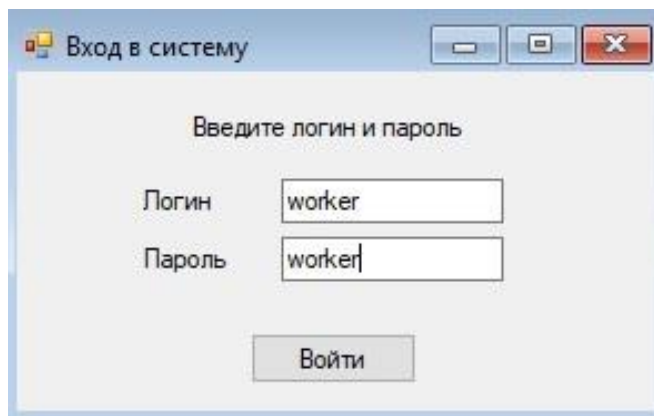 Вход в систему
Введите логин и пароль
Логин worker
Пароль worker
Войти